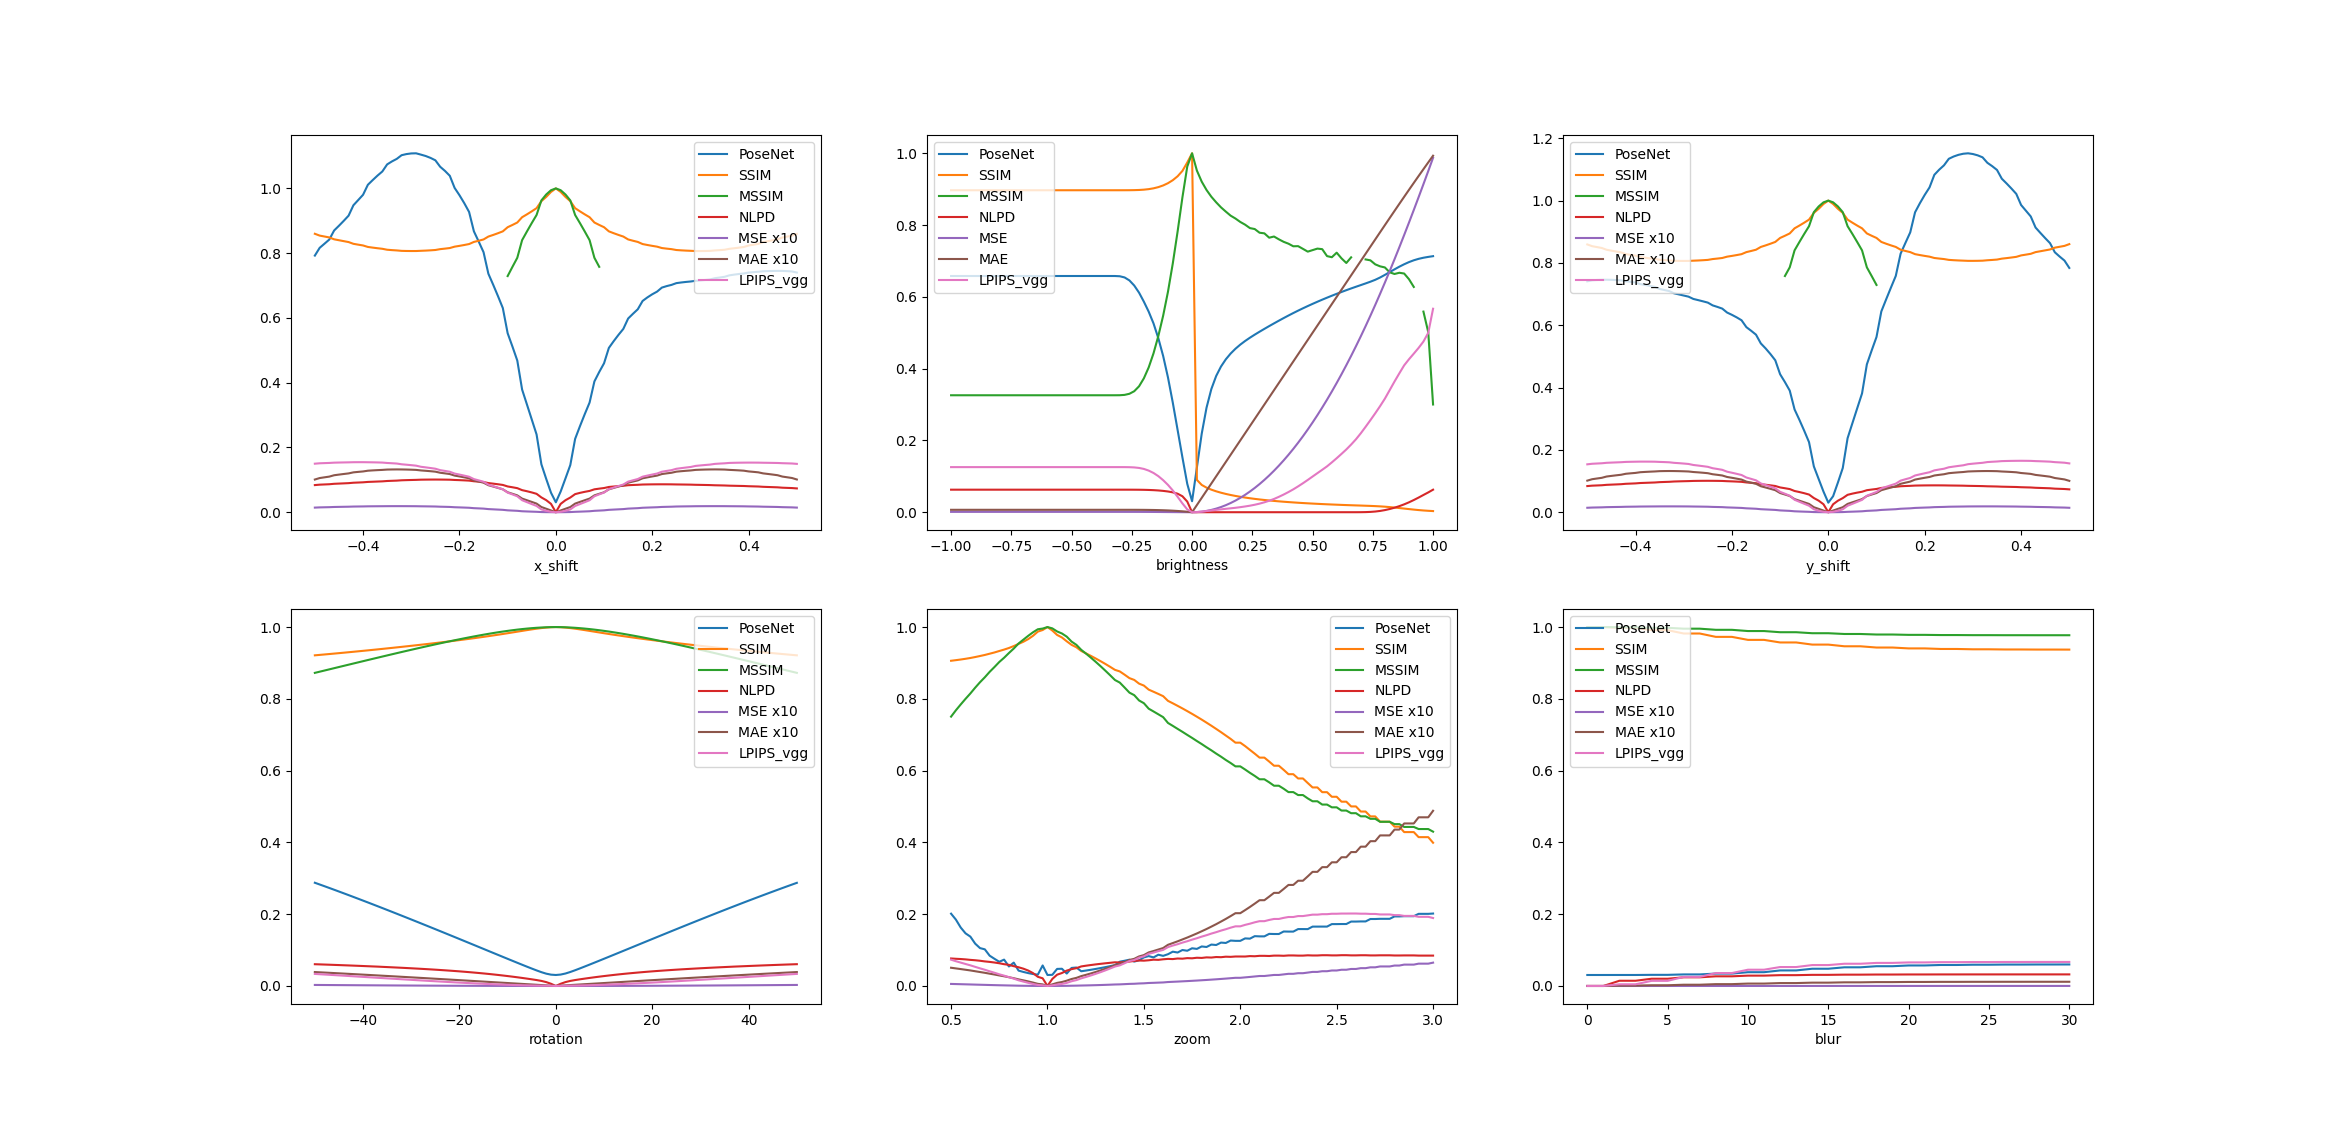 PoseNet
SSIM
MSSIM
NLPD
MSE x10
MAE x10
LPIPS_vgg
1.0
0.8
0.6
0.4
0.2
0.0
−0.4 −0.2 0.0 0.2 0.4
x_shift
PoseNet
SSIM
MSSIM
NLPD
MSE
MAE
LPIPS_vgg
1.0
0.8
0.6
0.4
0.2
0.0
−1.00 −0.75 −0.50 −0.25 0.00 0.25 0.50 0.75 1.00
brightness
PoseNet
SSIM
MSSIM
NLPD
MSE x10
MAE x10
LPIPS_vgg
1.2
1.0
0.8
0.6
0.4
0.2
0.0
−0.4 −0.2 0.0 0.2 0.4
y_shift
PoseNet
SSIM
MSSIM
NLPD
MSE x10
MAE x10
LPIPS_vgg
1.0
0.8
0.6
0.4
0.2
0.0
−40 −20 0 20 40
rotation
PoseNet
SSIM
MSSIM
NLPD
MSE x10
MAE x10
LPIPS_vgg
1.0
0.8
0.6
0.4
0.2
0.0
0.5 1.0 1.5 2.0 2.5 3.0
zoom
PoseNet
SSIM
MSSIM
NLPD
MSE x10
MAE x10
LPIPS_vgg
1.0
0.8
0.6
0.4
0.2
0.0
0 5 10 15 20 25 30
blur